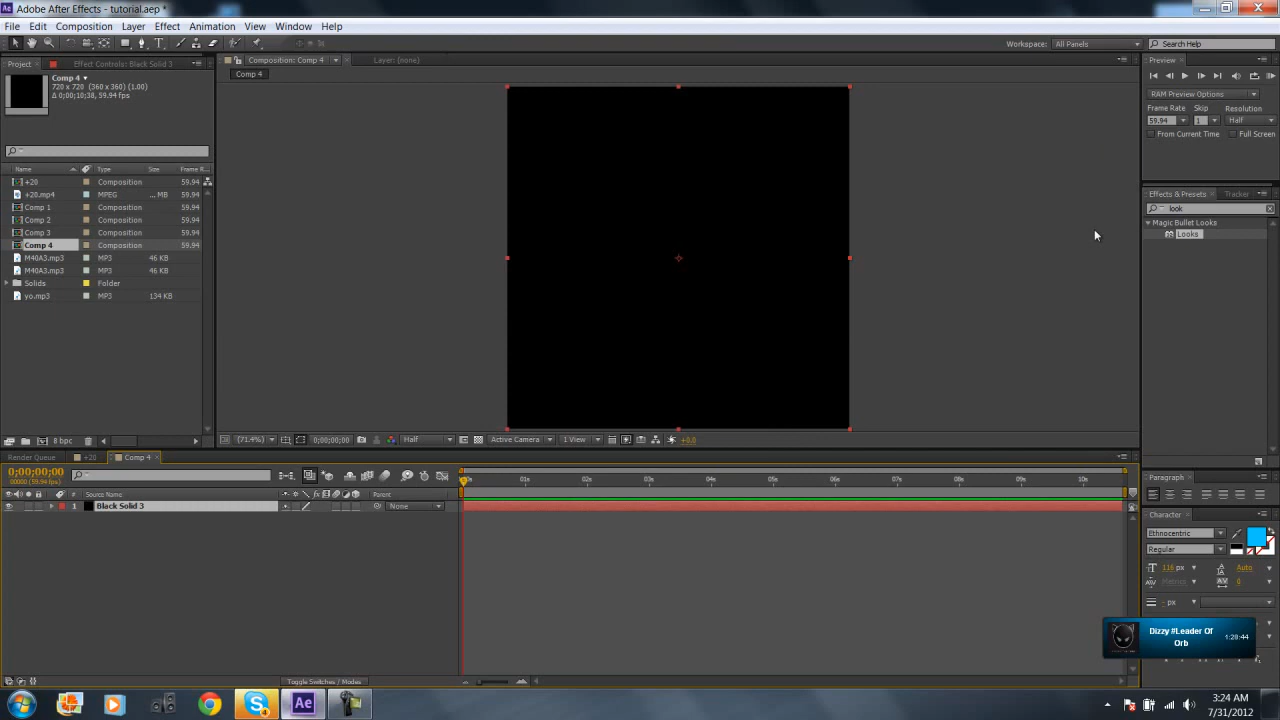 Adobe After Effects - tutorial.aep *
File Edit Composition Layer Effect Animation View Window Help
Workspace: All Panels Search Help
Project Effect Controls: Black Solid 3
Composition: Comp 4 Layer: (none)
Preview
Comp 4
Comp 4
720 x 720 (360 x 360) (1.00)
Δ 0;00;10;38, 59.94 fps
RAM Preview Options
Frame Rate Skip Resolution
59.94 1 Half
From Current Time Full Screen
Name Type Size Frame R...
+20 Composition 59.94
+20.mp4 MPEG ... MB
Comp 1 Composition 59.94
Comp 2 Composition 59.94
Comp 3 Composition 59.94
Comp 4 Composition 59.94
M40A3.mp3 MP3 46 KB
M40A3.mp3 MP3 46 KB
Solids Folder
yo.mp3 MP3 134 KB
Effects & Presets Tracker
look
Magic Bullet Looks
Looks
8 bpc
(71.4%) 0;00;00;00 Half Active Camera 1 View +0.0
Render Queue +20 Comp 4
0;00;00;00
00000 (59.94 fps)
01s 02s 03s 04s 05s 06s 07s 08s 09s 10s
# Source Name Parent
1 Black Solid 3 None
Toggle Switches / Modes
Paragraph
Character
Ethnocentric
Regular
116 px Auto
Metrics 0
- px
Dizzy #Leader Of
Orb
1:28:44
3:24 AM
7/31/2012